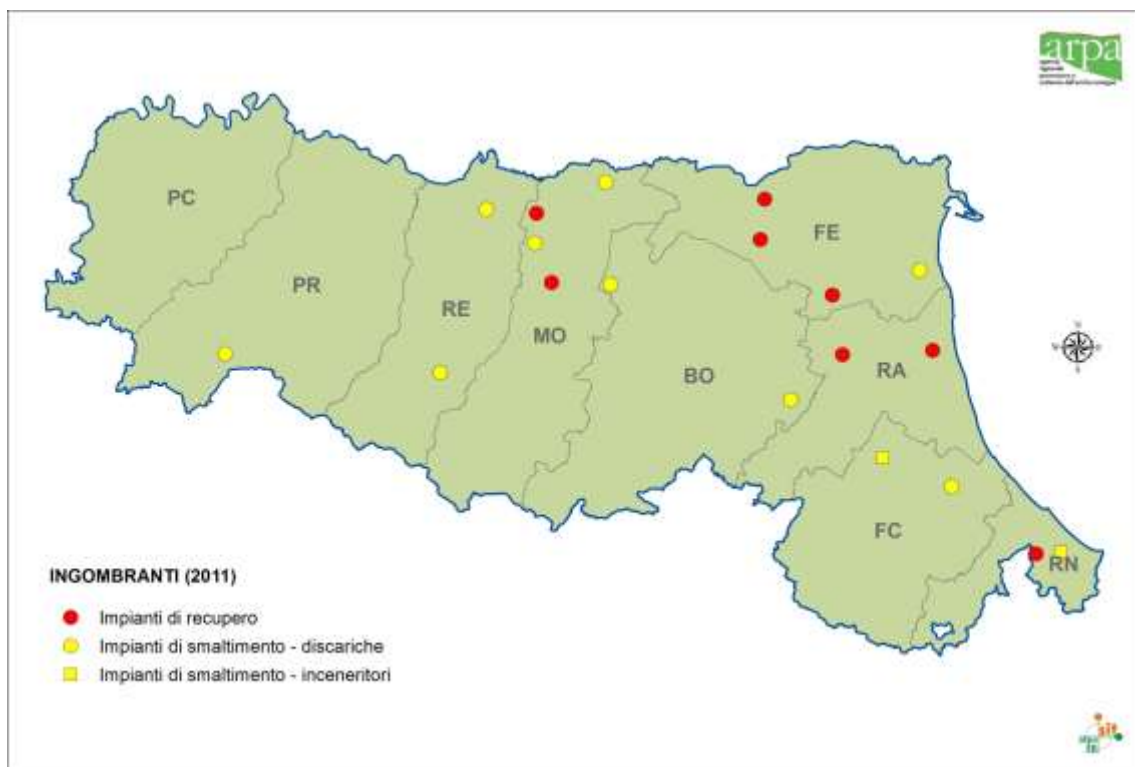 arpa
PC
PR
RE
MO
BO
FE
RA
FC
RN
INGOMBRANTI (2011)
Impianti di recupero
Impianti di smaltimento - discariche
Impianti di smaltimento - inceneritori
sit